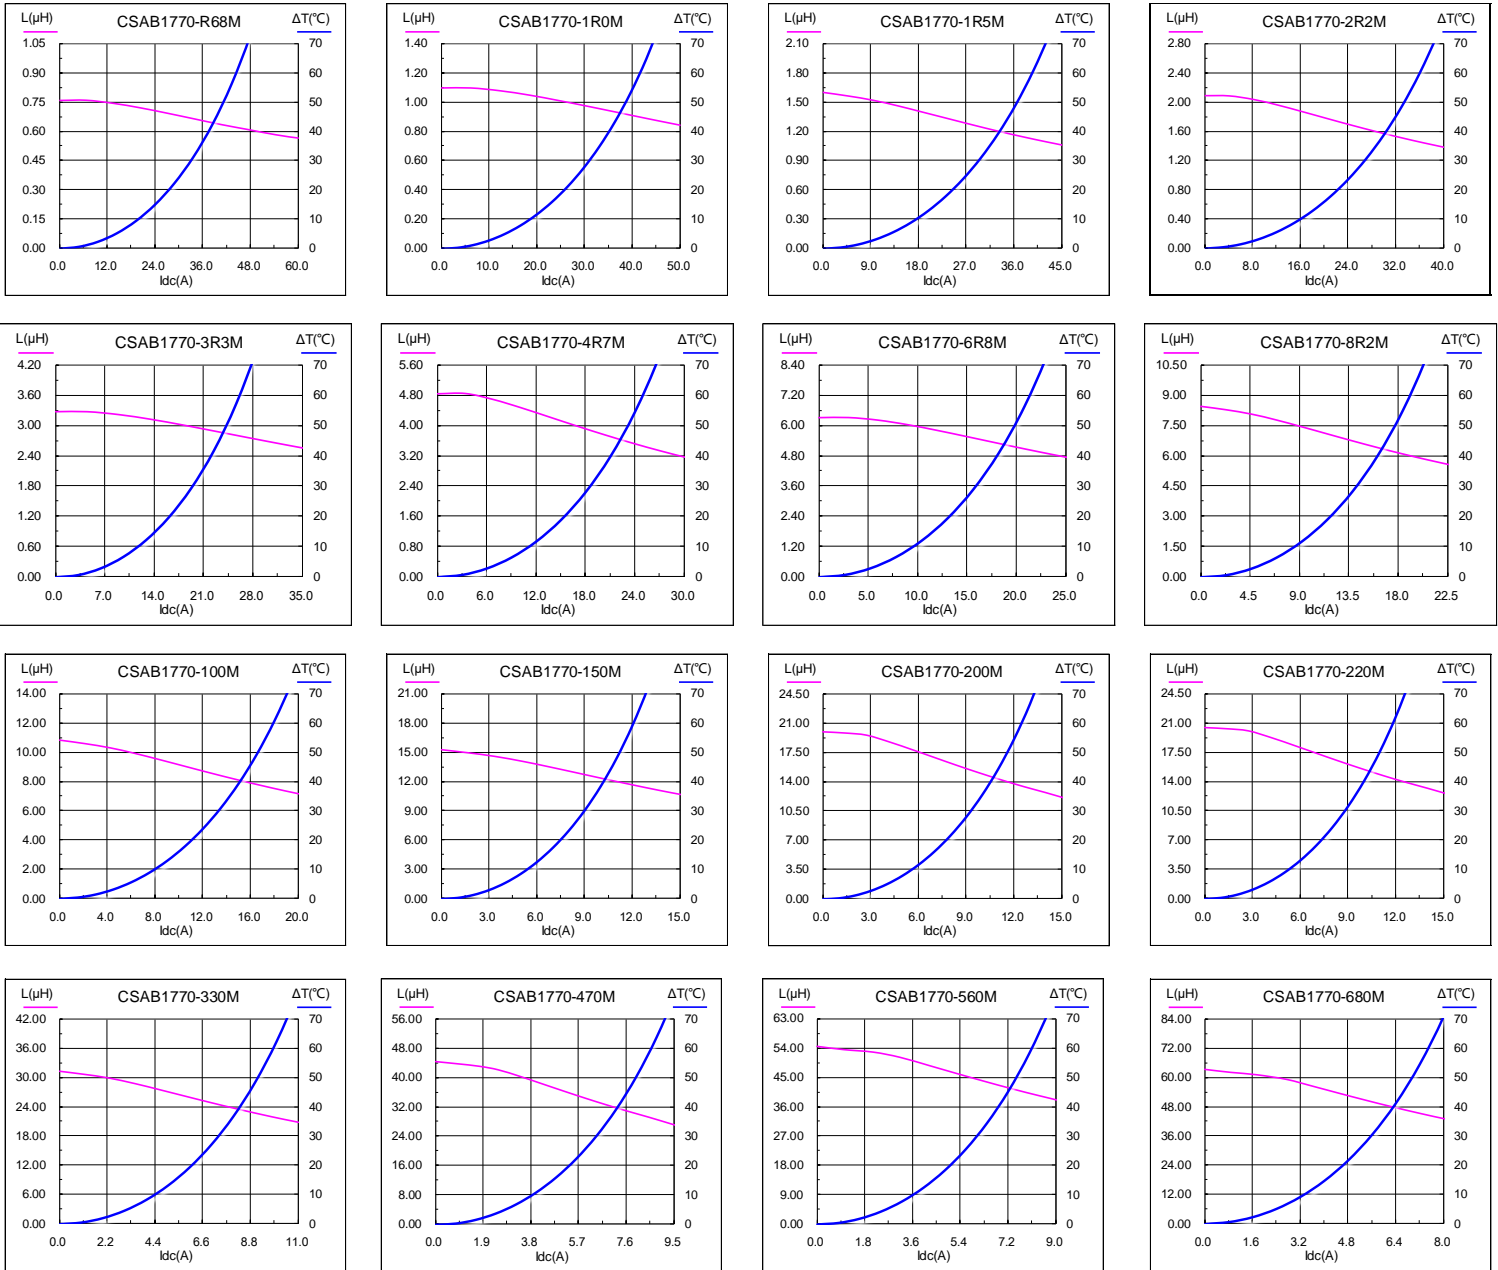 L(μH) CSAB1770-R68M ΔT(℃)
1.05 70
0.90 60
0.75 50
0.60 40
0.45 30
0.30 20
0.15 10
0.00 0
0.0 12.0 24.0 36.0 48.0 60.0
Idc(A)
L(μH) CSAB1770-1R0M ΔT(℃)
1.40 70
1.20 60
1.00 50
0.80 40
0.60 30
0.40 20
0.20 10
0.00 0
0.0 10.0 20.0 30.0 40.0 50.0
Idc(A)
L(μH) CSAB1770-1R5M ΔT(℃)
2.10 70
1.80 60
1.50 50
1.20 40
0.90 30
0.60 20
0.30 10
0.00 0
0.0 9.0 18.0 27.0 36.0 45.0
Idc(A)
L(μH) CSAB1770-2R2M ΔT(℃)
2.80 70
2.40 60
2.00 50
1.60 40
1.20 30
0.80 20
0.40 10
0.00 0
0.0 8.0 16.0 24.0 32.0 40.0
Idc(A)
L(μH) CSAB1770-3R3M ΔT(℃)
4.20 70
3.60 60
3.00 50
2.40 40
1.80 30
1.20 20
0.60 10
0.00 0
0.0 7.0 14.0 21.0 28.0 35.0
Idc(A)
L(μH) CSAB1770-4R7M ΔT(℃)
5.60 70
4.80 60
4.00 50
3.20 40
2.40 30
1.60 20
0.80 10
0.00 0
0.0 6.0 12.0 18.0 24.0 30.0
Idc(A)
L(μH) CSAB1770-6R8M ΔT(℃)
8.40 70
7.20 60
6.00 50
4.80 40
3.60 30
2.40 20
1.20 10
0.00 0
0.0 5.0 10.0 15.0 20.0 25.0
Idc(A)
L(μH) CSAB1770-8R2M ΔT(℃)
10.50 70
9.00 60
7.50 50
6.00 40
4.50 30
3.00 20
1.50 10
0.00 0
0.0 4.5 9.0 13.5 18.0 22.5
Idc(A)
L(μH) CSAB1770-100M ΔT(℃)
14.00 70
12.00 60
10.00 50
8.00 40
6.00 30
4.00 20
2.00 10
0.00 0
0.0 4.0 8.0 12.0 16.0 20.0
Idc(A)
L(μH) CSAB1770-150M ΔT(℃)
21.00 70
18.00 60
15.00 50
12.00 40
9.00 30
6.00 20
3.00 10
0.00 0
0.0 3.0 6.0 9.0 12.0 15.0
Idc(A)
L(μH) CSAB1770-200M ΔT(℃)
24.50 70
21.00 60
17.50 50
14.00 40
10.50 30
7.00 20
3.50 10
0.00 0
0.0 3.0 6.0 9.0 12.0 15.0
Idc(A)
L(μH) CSAB1770-220M ΔT(℃)
24.50 70
21.00 60
17.50 50
14.00 40
10.50 30
7.00 20
3.50 10
0.00 0
0.0 3.0 6.0 9.0 12.0 15.0
Idc(A)
L(μH) CSAB1770-330M ΔT(℃)
42.00 70
36.00 60
30.00 50
24.00 40
18.00 30
12.00 20
6.00 10
0.00 0
0.0 2.2 4.4 6.6 8.8 11.0
Idc(A)
L(μH) CSAB1770-470M ΔT(℃)
56.00 70
48.00 60
40.00 50
32.00 40
24.00 30
16.00 20
8.00 10
0.00 0
0.0 1.9 3.8 5.7 7.6 9.5
Idc(A)
L(μH) CSAB1770-560M ΔT(℃)
63.00 70
54.00 60
45.00 50
36.00 40
27.00 30
18.00 20
9.00 10
0.00 0
0.0 1.8 3.6 5.4 7.2 9.0
Idc(A)
L(μH) CSAB1770-680M ΔT(℃)
84.00 70
72.00 60
60.00 50
48.00 40
36.00 30
24.00 20
12.00 10
0.00 0
0.0 1.6 3.2 4.8 6.4 8.0
Idc(A)